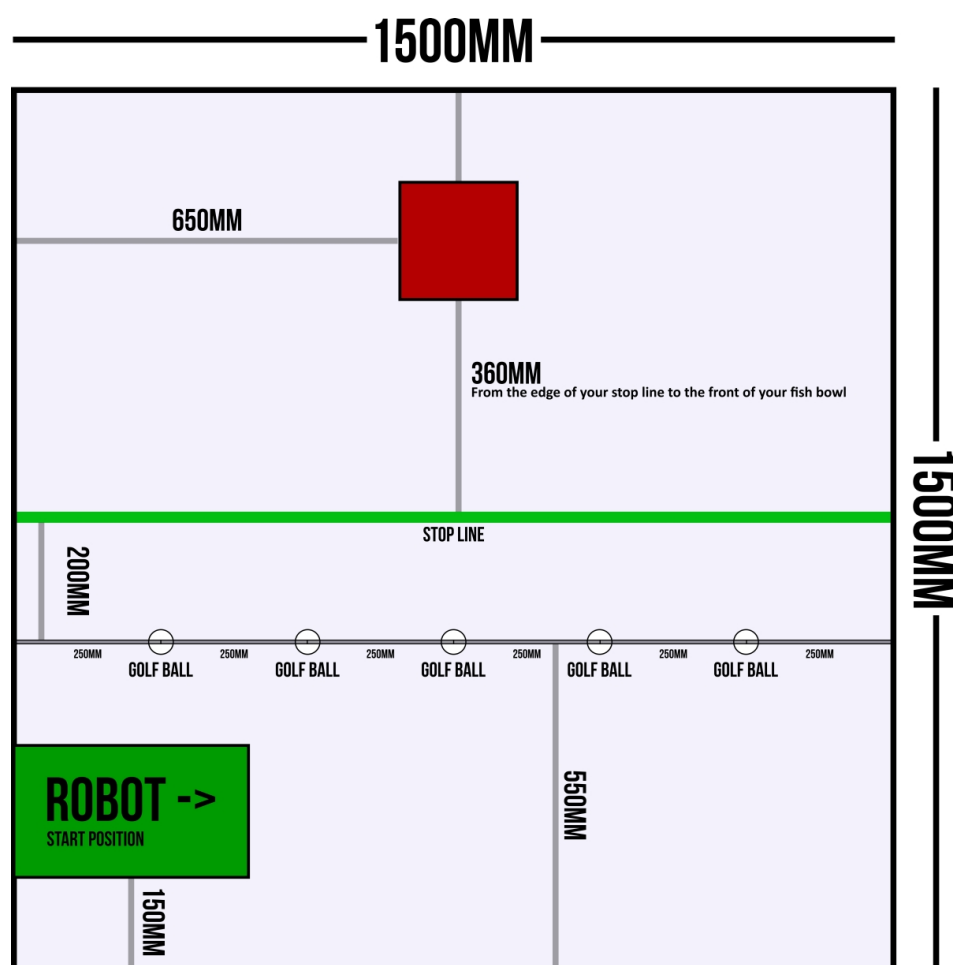 1500MM
650MM
360MM
From the edge of your stop line to the front of your fish bowl
1500MM
STOP LINE
200MM
250MM 250MM 250MM 250MM 250MM 250MM
GOLF BALL GOLF BALL GOLF BALL GOLF BALL GOLF BALL
ROBOT ->
START POSITION
550MM
150MM